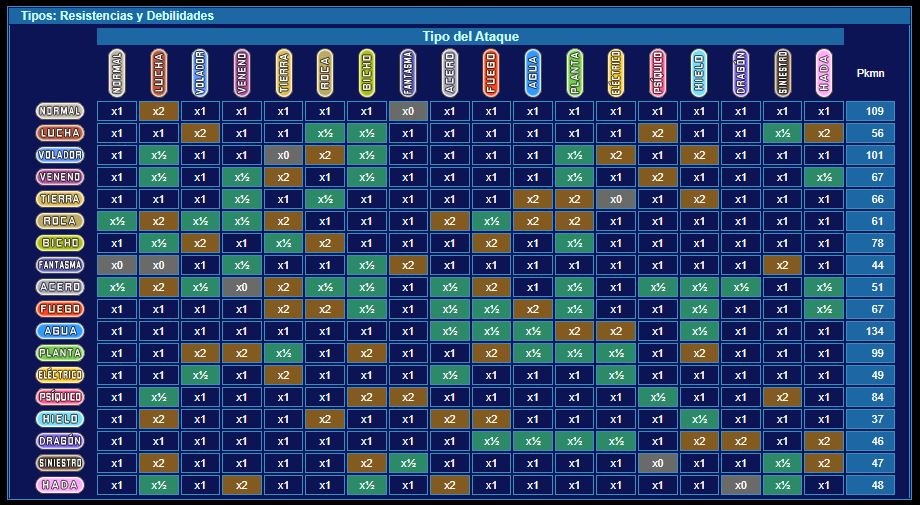 Tipos: Resistencias y Debilidades
Tipo del Ataque
NORMAL LUCHA VOLADOR VENENO TIERRA ROCA BICHO FANTASMA ACERO FUEGO AGUA PLANTA ELÉCTRICO PSÍQUICO HIELO DRAGÓN SINIESTRO HADA Pkmn
NORMAL x1 x2 x1 x1 x1 x1 x1 x0 x1 x1 x1 x1 x1 x1 x1 x1 x1 x1 109
LUCHA x1 x1 x2 x1 x1 x½ x½ x1 x1 x1 x1 x1 x1 x2 x1 x1 x½ x2 56
VOLADOR x1 x½ x1 x1 x0 x2 x½ x1 x1 x1 x1 x½ x2 x1 x2 x1 x1 x1 101
VENENO x1 x½ x1 x½ x2 x1 x½ x1 x1 x1 x1 x½ x1 x2 x1 x1 x1 x½ 67
TIERRA x1 x1 x1 x½ x1 x½ x1 x1 x1 x1 x2 x2 x0 x1 x2 x1 x1 x1 66
ROCA x½ x2 x½ x½ x2 x1 x1 x1 x2 x½ x2 x2 x1 x1 x1 x1 x1 x1 61
BICHO x1 x½ x2 x1 x½ x2 x1 x1 x1 x2 x1 x½ x1 x1 x1 x1 x1 x1 78
FANTASMA x0 x0 x1 x½ x1 x1 x½ x2 x1 x1 x1 x1 x1 x1 x1 x1 x2 x1 44
ACERO x½ x2 x½ x0 x2 x½ x½ x1 x½ x2 x1 x½ x1 x½ x½ x½ x1 x½ 51
FUEGO x1 x1 x1 x1 x2 x2 x½ x1 x½ x½ x2 x½ x1 x1 x½ x1 x1 x½ 67
AGUA x1 x1 x1 x1 x1 x1 x1 x1 x½ x½ x½ x2 x2 x1 x½ x1 x1 x1 134
PLANTA x1 x1 x2 x2 x½ x1 x2 x1 x1 x2 x½ x½ x½ x1 x2 x1 x1 x1 99
ELÉCTRICO x1 x1 x½ x1 x2 x1 x1 x1 x½ x1 x1 x1 x½ x1 x1 x1 x1 x1 49
PSÍQUICO x1 x½ x1 x1 x1 x1 x2 x2 x1 x1 x1 x1 x1 x½ x1 x1 x2 x1 84
HIELO x1 x2 x1 x1 x1 x2 x1 x1 x2 x2 x1 x1 x1 x1 x½ x1 x1 x1 37
DRAGÓN x1 x1 x1 x1 x1 x1 x1 x1 x1 x½ x½ x½ x½ x1 x2 x2 x1 x2 46
SINIESTRO x1 x2 x1 x1 x1 x1 x2 x½ x1 x1 x1 x1 x1 x0 x1 x1 x½ x2 47
HADA x1 x½ x1 x2 x1 x1 x½ x1 x2 x1 x1 x1 x1 x1 x1 x0 x½ x1 48